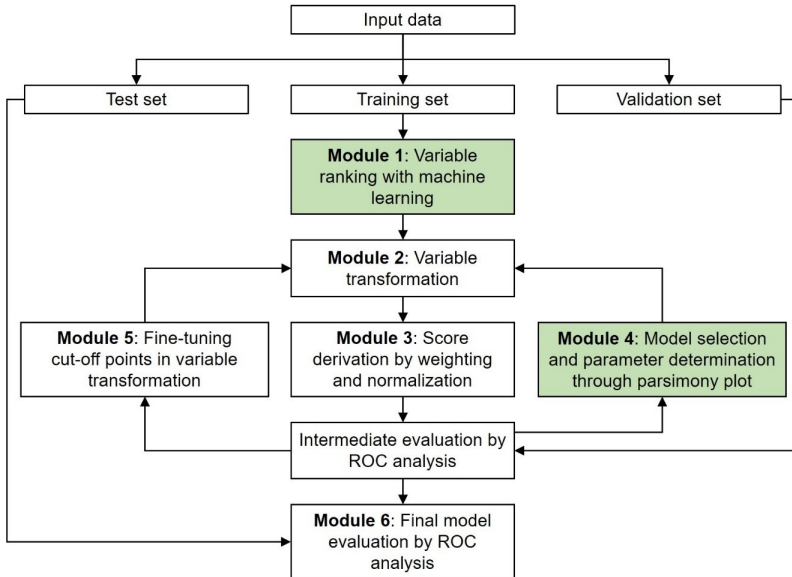 Input data
Test set
Training set
Validation set
Module 1: Variable
ranking with machine
learning
Module 2: Variable
transformation
Module 5: Fine-tuning
cut-off points in variable
transformation
Module 3: Score
derivation by weighting
and normalization
Module 4: Model selection
and parameter determination
through parsimony plot
Intermediate evaluation by
ROC analysis
Module 6: Final model
evaluation by ROC
analysis